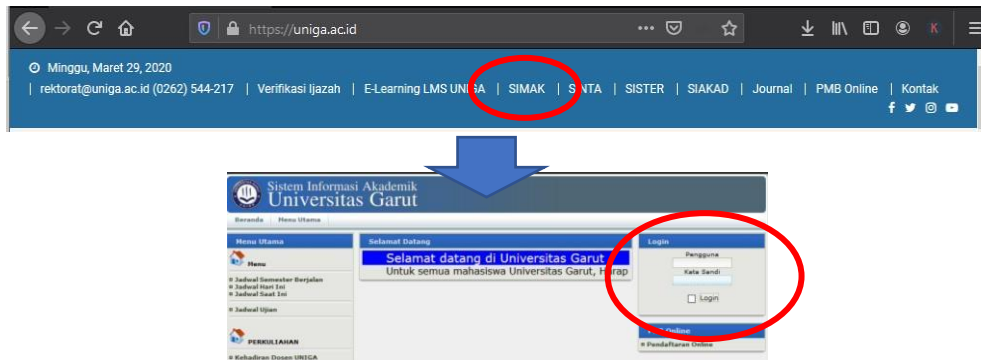 https://uniga.ac.id
K
Minggu, Maret 29, 2020
| rektorat@uniga.ac.id (0262) 544-217 | Verifikasi Ijazah | E-Learning LMS UNIGA | SIMAK | SINTA | SISTER | SIAKAD | Journal | PMB Online | Kontak
Sistem Informasi Akademik
Universitas Garut
Beranda Menu Utama
Menu Utama
Menu
Jadwal Semester Berjalan
Jadwal Hari Ini
Jadwal Saat Ini
Jadwal Ujian
PERKULIAHAN
Kehadiran Dosen UNIGA
Selamat Datang
Selamat datang di Universitas Garut
Untuk semua mahasiswa Universitas Garut, Harap
Login
Pengguna
Kata Sandi
Login
PMB Online
Pendaftaran Online